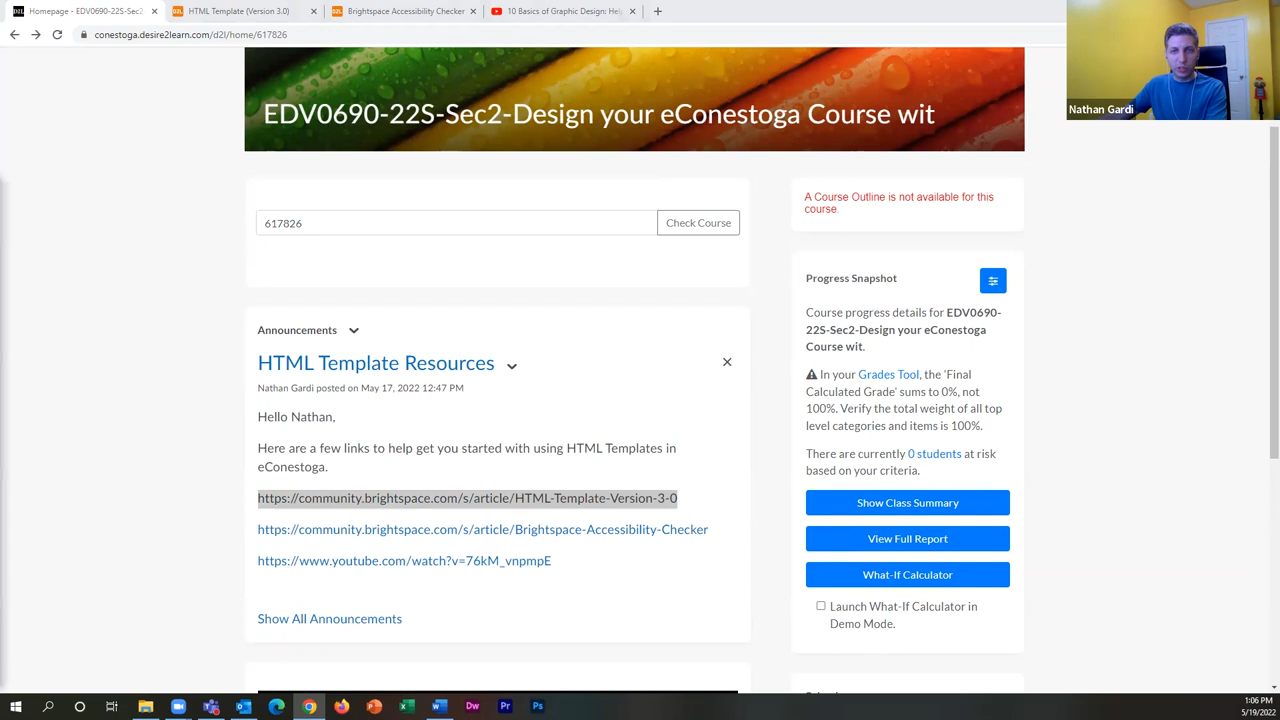 Homepage - EDV0690-22S-Sec2
HTML Template (Version 3.0)
Brightspace Accessibility Checker
10 Basics of Graphic Design: Hel
conestoga.desire2learn.com/d2l/home/617826
Nathan Gardi
EDV0690-22S-Sec2-Design your eConestoga Course wit
617826
Check Course
A Course Outline is not available for this
course.
Announcements
HTML Template Resources
Nathan Gardi posted on May 17, 2022 12:47 PM
Hello Nathan,
Here are a few links to help get you started with using HTML Templates in
eConestoga.
https://community.brightspace.com/s/article/HTML-Template-Version-3-0
https://community.brightspace.com/s/article/Brightspace-Accessibility-Checker
https://www.youtube.com/watch?v=76kM_vnpmpE
Show All Announcements
Progress Snapshot
Course progress details for EDV0690-
22S-Sec2-Design your eConestoga
Course wit.
In your Grades Tool, the 'Final
Calculated Grade' sums to 0%, not
100%. Verify the total weight of all top
level categories and items is 100%.
There are currently 0 students at risk
based on your criteria.
Show Class Summary
View Full Report
What-If Calculator
Launch What-If Calculator in
Demo Mode.
1:06 PM
5/19/2022